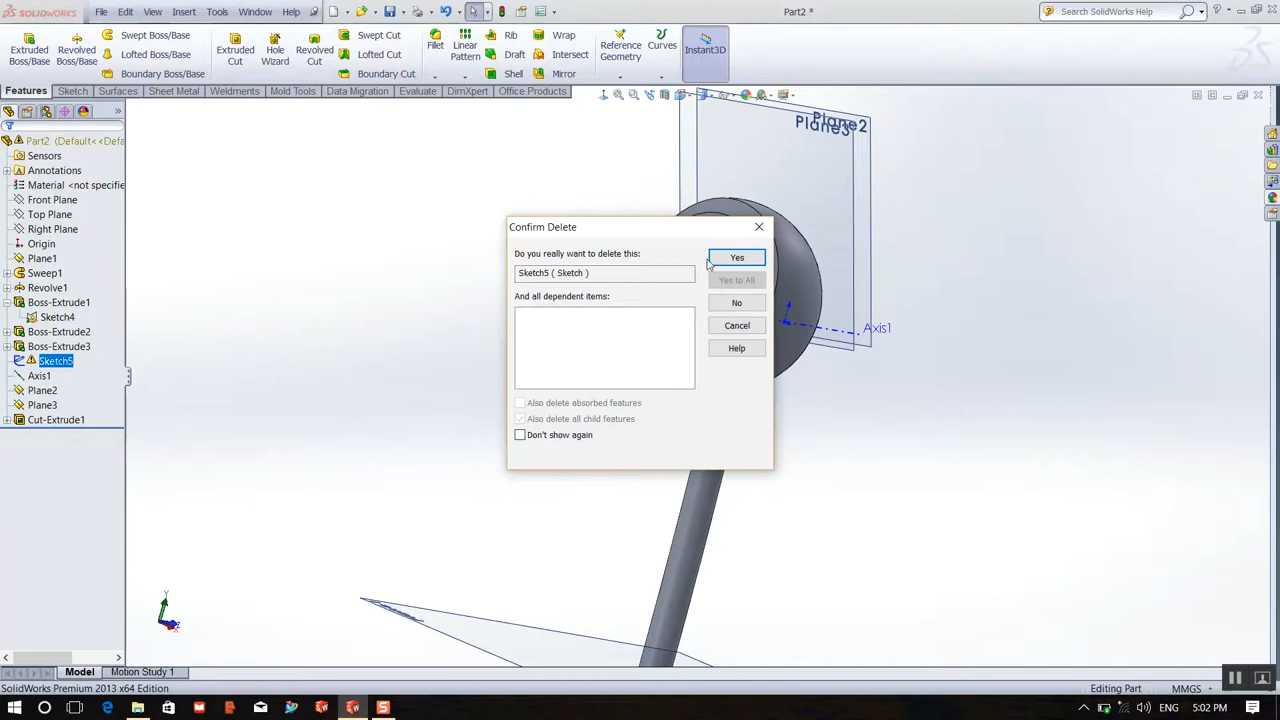 SOLIDWORKS File Edit View Insert Tools Window Help Part2 * Search SolidWorks Help
Extruded Boss/Base Revolved Boss/Base Swept Boss/Base Lofted Boss/Base Boundary Boss/Base Extruded Cut Hole Wizard Revolved Cut Swept Cut Lofted Cut Boundary Cut Fillet Linear Pattern Rib Draft Shell Wrap Intersect Mirror Reference Geometry Curves Instant3D
Features Sketch Surfaces Sheet Metal Weldments Mold Tools Data Migration Evaluate DimXpert Office Products
Part2 (Default<<Defa
Sensors
Annotations
Material <not specifie
Front Plane
Top Plane
Right Plane
Origin
Plane1
Sweep1
Revolve1
Boss-Extrude1
Sketch4
Boss-Extrude2
Boss-Extrude3
Sketch5
Axis1
Plane2
Plane3
Cut-Extrude1
Plane2
Plane3
Axis1
Confirm Delete
Do you really want to delete this:
Sketch5 ( Sketch )
And all dependent items:
Yes
Yes to All
No
Cancel
Help
Also delete absorbed features
Also delete all child features
Don't show again
Y
X
Model Motion Study 1
SolidWorks Premium 2013 x64 Edition Editing Part MMGS
ENG 5:02 PM